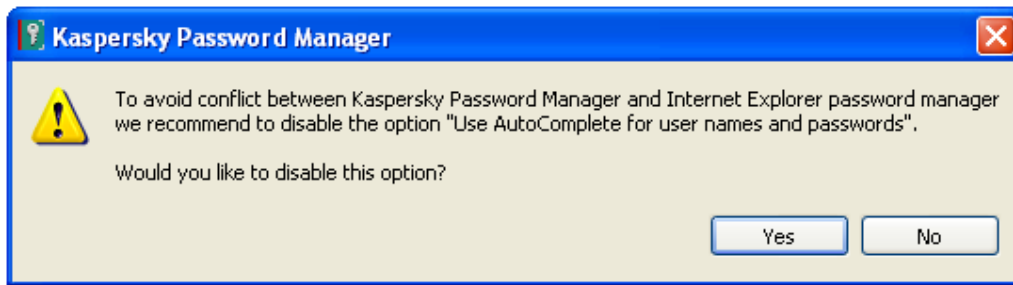 Kaspersky Password Manager
To avoid conflict between Kaspersky Password Manager and Internet Explorer password manager
we recommend to disable the option "Use AutoComplete for user names and passwords".
Would you like to disable this option?
Yes No